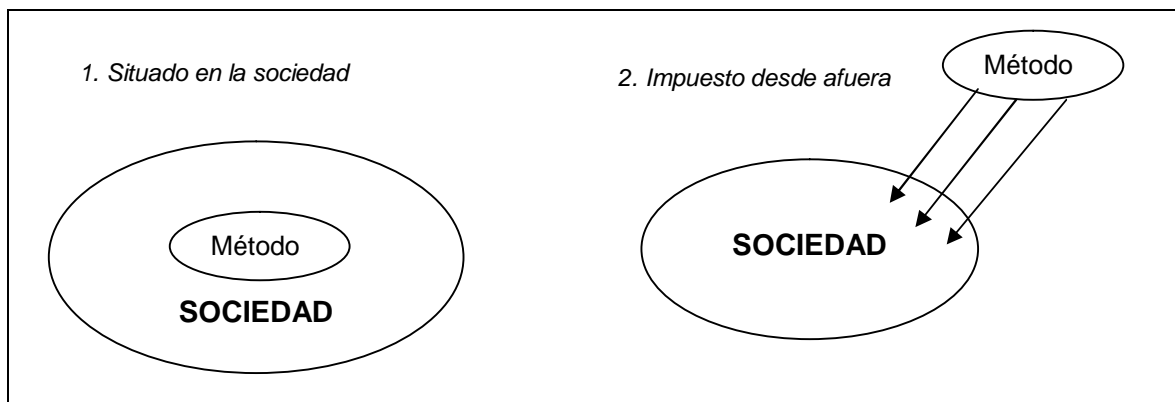 1. Situado en la sociedad
Método
SOCIEDAD
2. Impuesto desde afuera
Método
SOCIEDAD